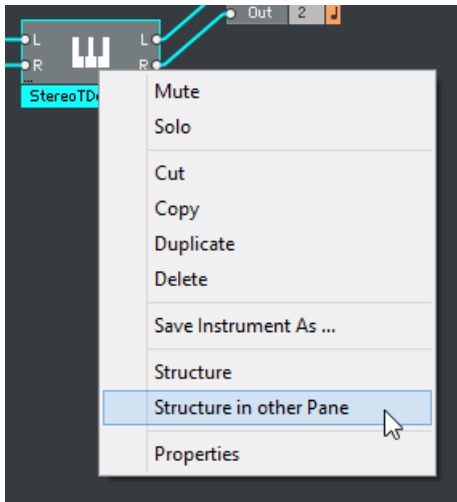 Out 2
L L
R R
StereoTD
Mute
Solo
Cut
Copy
Duplicate
Delete
Save Instrument As ...
Structure
Structure in other Pane
Properties